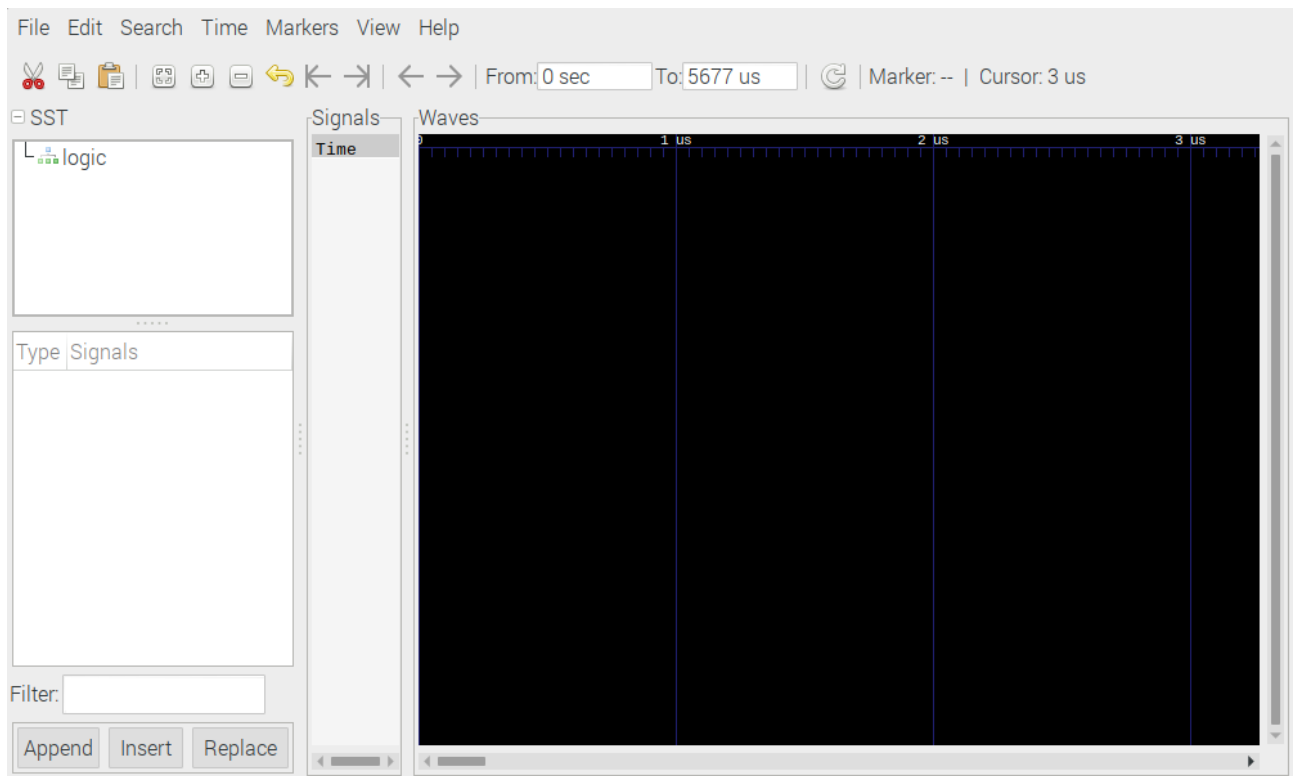 File Edit Search Time Markers View Help
From: 0 sec To: 5677 us Marker: -- | Cursor: 3 us
SST
logic
Type Signals
Filter:
Append Insert Replace
Signals
Time
Waves
0 1 us 2 us 3 us